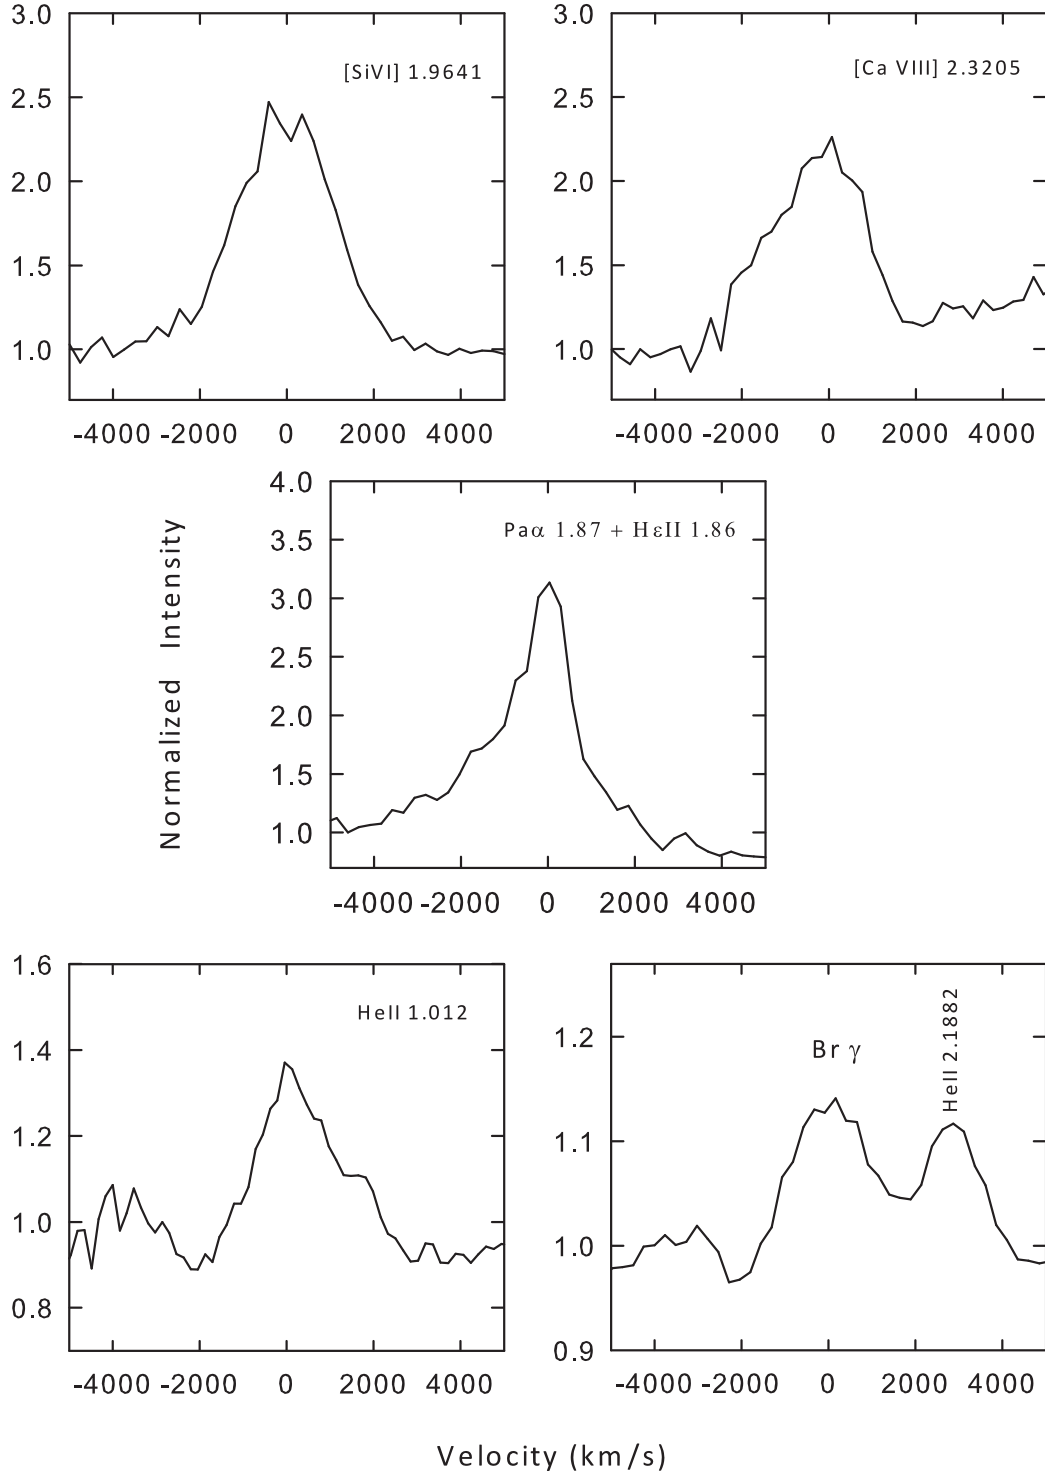 3.0
2.5
2.0
1.5
1.0
[SiVI] 1.9641
-4000 -2000 0 2000 4000
3.0
2.5
2.0
1.5
1.0
[Ca VIII] 2.3205
-4000 -2000 0 2000 4000
Normalized Intensity
4.0
3.5
3.0
2.5
2.0
1.5
1.0
Paα 1.87 + HεII 1.86
-4000 -2000 0 2000 4000
1.6
1.4
1.2
1.0
0.8
HeII 1.012
-4000 -2000 0 2000 4000
1.2
1.1
1.0
0.9
Br γ
HeII 2.1882
-4000 -2000 0 2000 4000
Velocity (km/s)